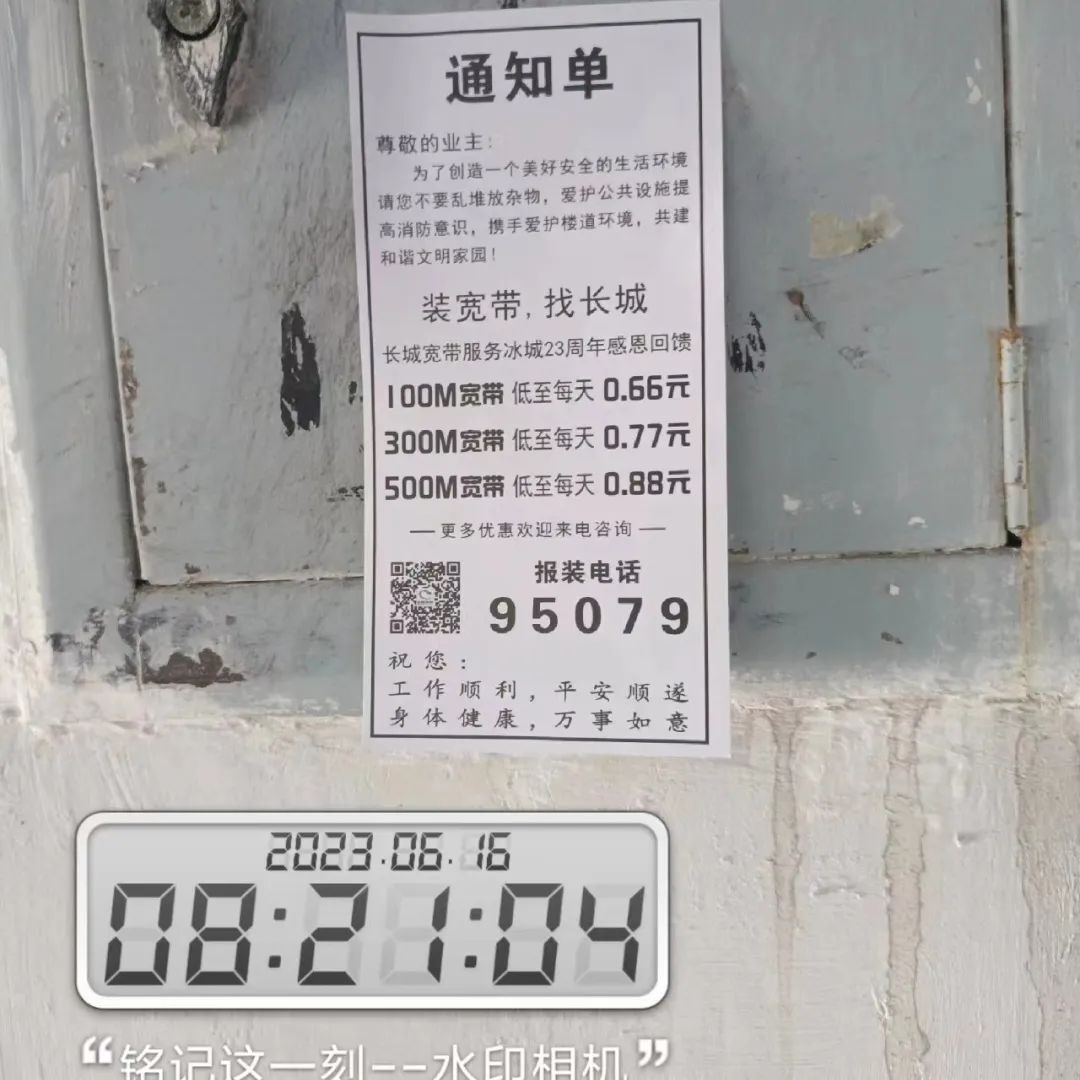 通知单
尊敬的业主:
为了创造一个美好安全的生活环境
请您不要乱堆放杂物，爱护公共设施提
高消防意识，携手爱护楼道环境，共建
和谐文明家园!
装宽带,找长城
长城宽带服务冰城23周年感恩回馈
100M宽带 低至每天 0.66元
300M宽带 低至每天 0.77元
500M宽带 低至每天 0.88元
—更多优惠欢迎来电咨询—
报装电话
95079
祝您:
工作顺利,平安顺遂
身体健康,万事如意
2023.06.16
08:21:04
“铭记这一刻--水印相机”